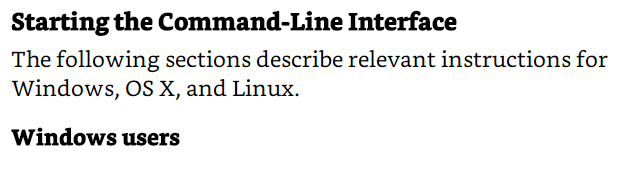 Starting the Command-Line Interface
The following sections describe relevant instructions for
Windows, OS X, and Linux.
Windows users